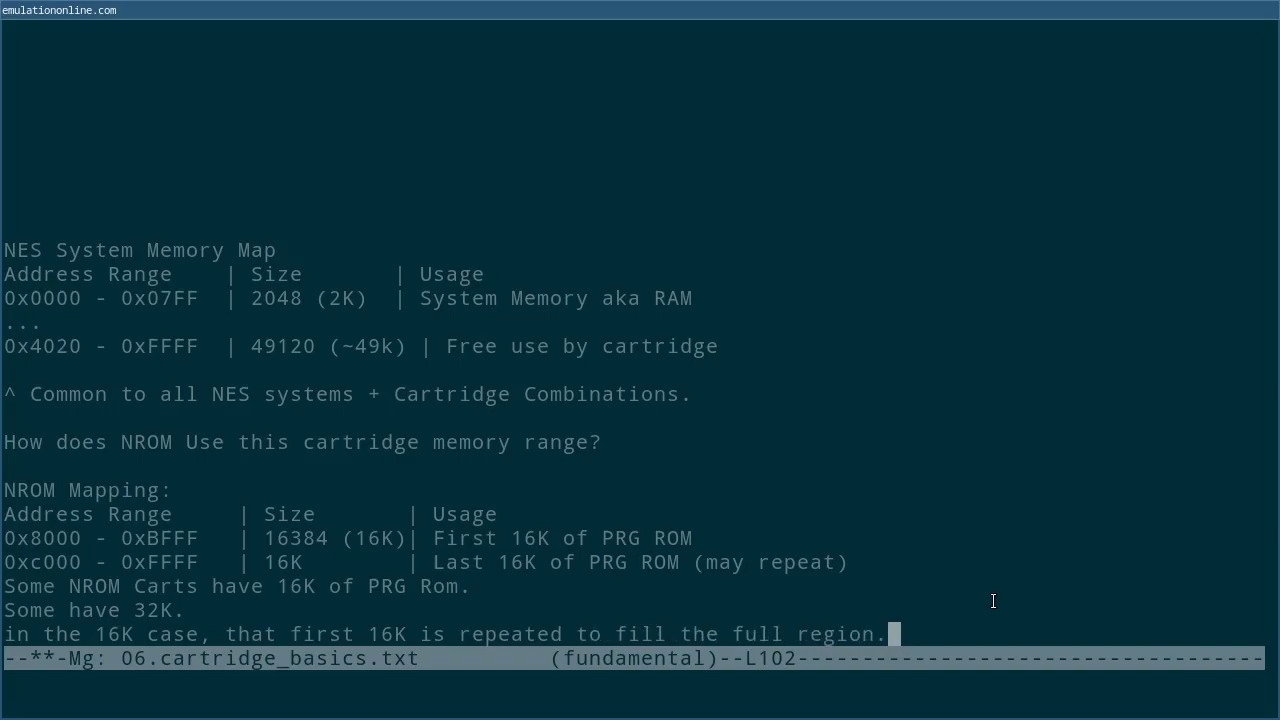 emulationonline.com
NES System Memory Map
Address Range    | Size       | Usage
0x0000 - 0x07FF  | 2048 (2K)  | System Memory aka RAM
...
0x4020 - 0xFFFF  | 49120 (~49k) | Free use by cartridge
^ Common to all NES systems + Cartridge Combinations.
How does NROM Use this cartridge memory range?
NROM Mapping:
Address Range     | Size       | Usage
0x8000 - 0xBFFF   | 16384 (16K)| First 16K of PRG ROM
0xc000 - 0xFFFF   | 16K        | Last 16K of PRG ROM (may repeat)
Some NROM Carts have 16K of PRG Rom.
Some have 32K.
in the 16K case, that first 16K is repeated to fill the full region.
--**-Mg: 06.cartridge_basics.txt          (fundamental)--L102------------------------------------